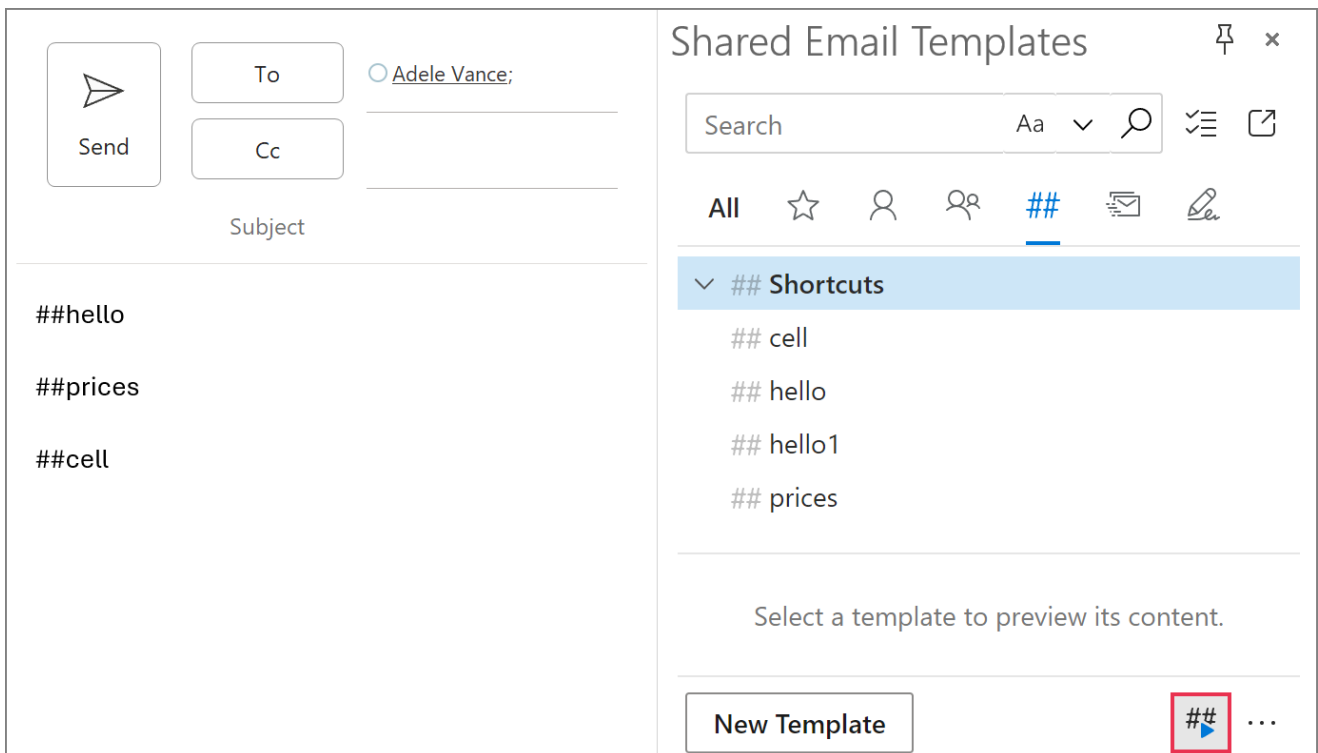 Send
To
Adele Vance;
Cc
Subject
##hello
##prices
##cell
Shared Email Templates
Search
Aa
All
##
## Shortcuts
## cell
## hello
## hello1
## prices
Select a template to preview its content.
New Template
##
...